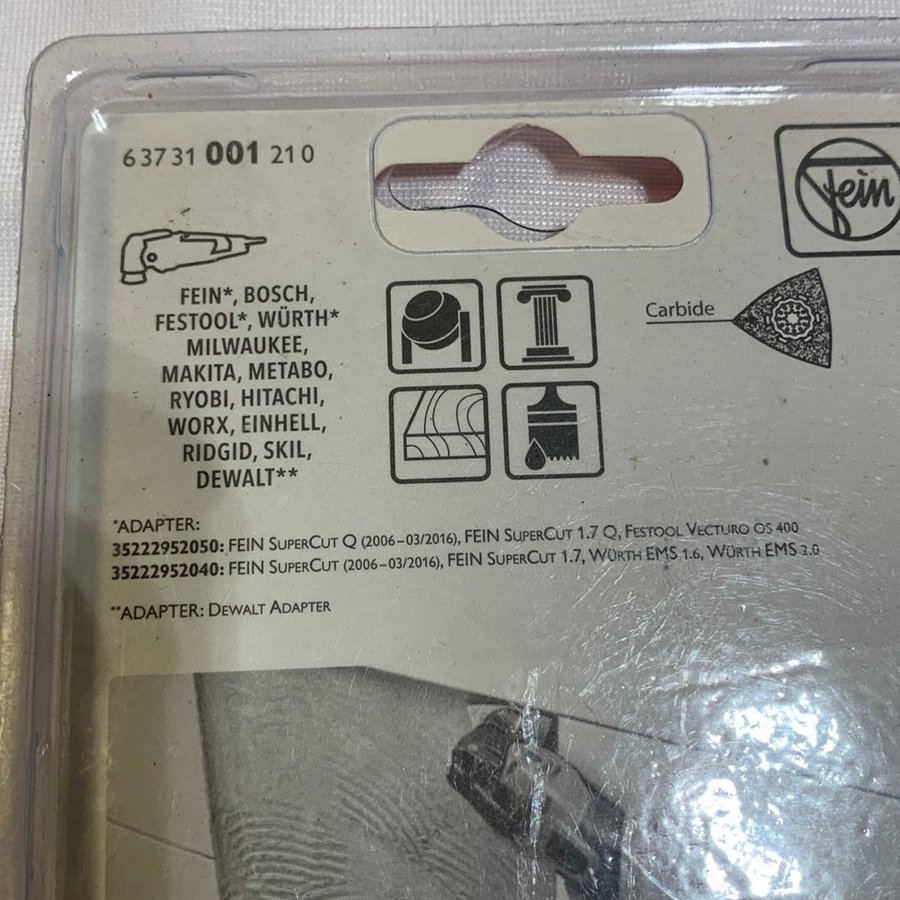 63731 001 210
fein
FEIN*, BOSCH,
FESTOOL*, WÜRTH*
MILWAUKEE,
MAKITA, METABO,
RYOBI, HITACHI,
WORX, EINHELL,
RIDGID, SKIL,
DEWALT**
Carbide
*ADAPTER:
35222952050: FEIN SUPERCUT Q (2006–03/2016), FEIN SUPERCUT 1.7 Q, FESTOOL VECTURO OS 400
35222952040: FEIN SUPERCUT (2006–03/2016), FEIN SUPERCUT 1.7, WÜRTH EMS 1.6, WÜRTH EMS 2.0
**ADAPTER: DEWALT ADAPTER